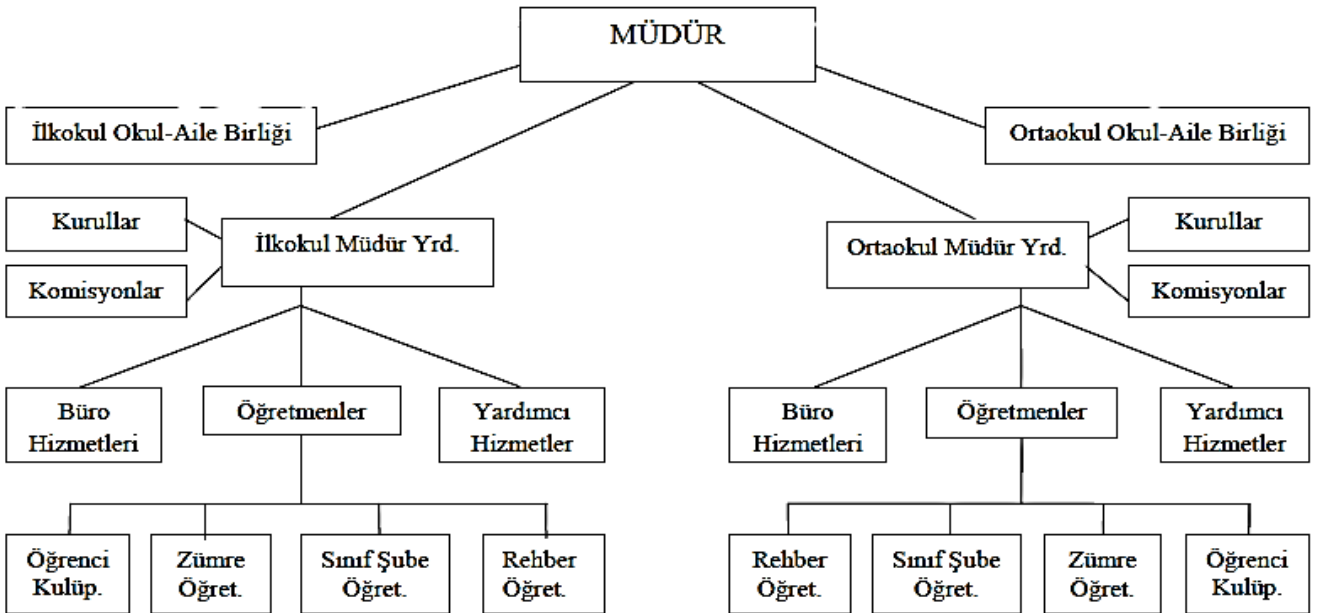 MÜDÜR
İlkokul Okul-Aile Birliği
Ortaokul Okul-Aile Birliği
Kurullar
İlkokul Müdür Yrd.
Komisyonlar
Ortaokul Müdür Yrd.
Kurullar
Komisyonlar
Büro
Hizmetleri
Öğretmenler
Yardımcı
Hizmetler
Büro
Hizmetleri
Öğretmenler
Yardımcı
Hizmetler
Öğrenci
Kulüp.
Zümre
Öğret.
Sınıf Şube
Öğret.
Rehber
Öğret.
Rehber
Öğret.
Sınıf Şube
Öğret.
Zümre
Öğret.
Öğrenci
Kulüp.